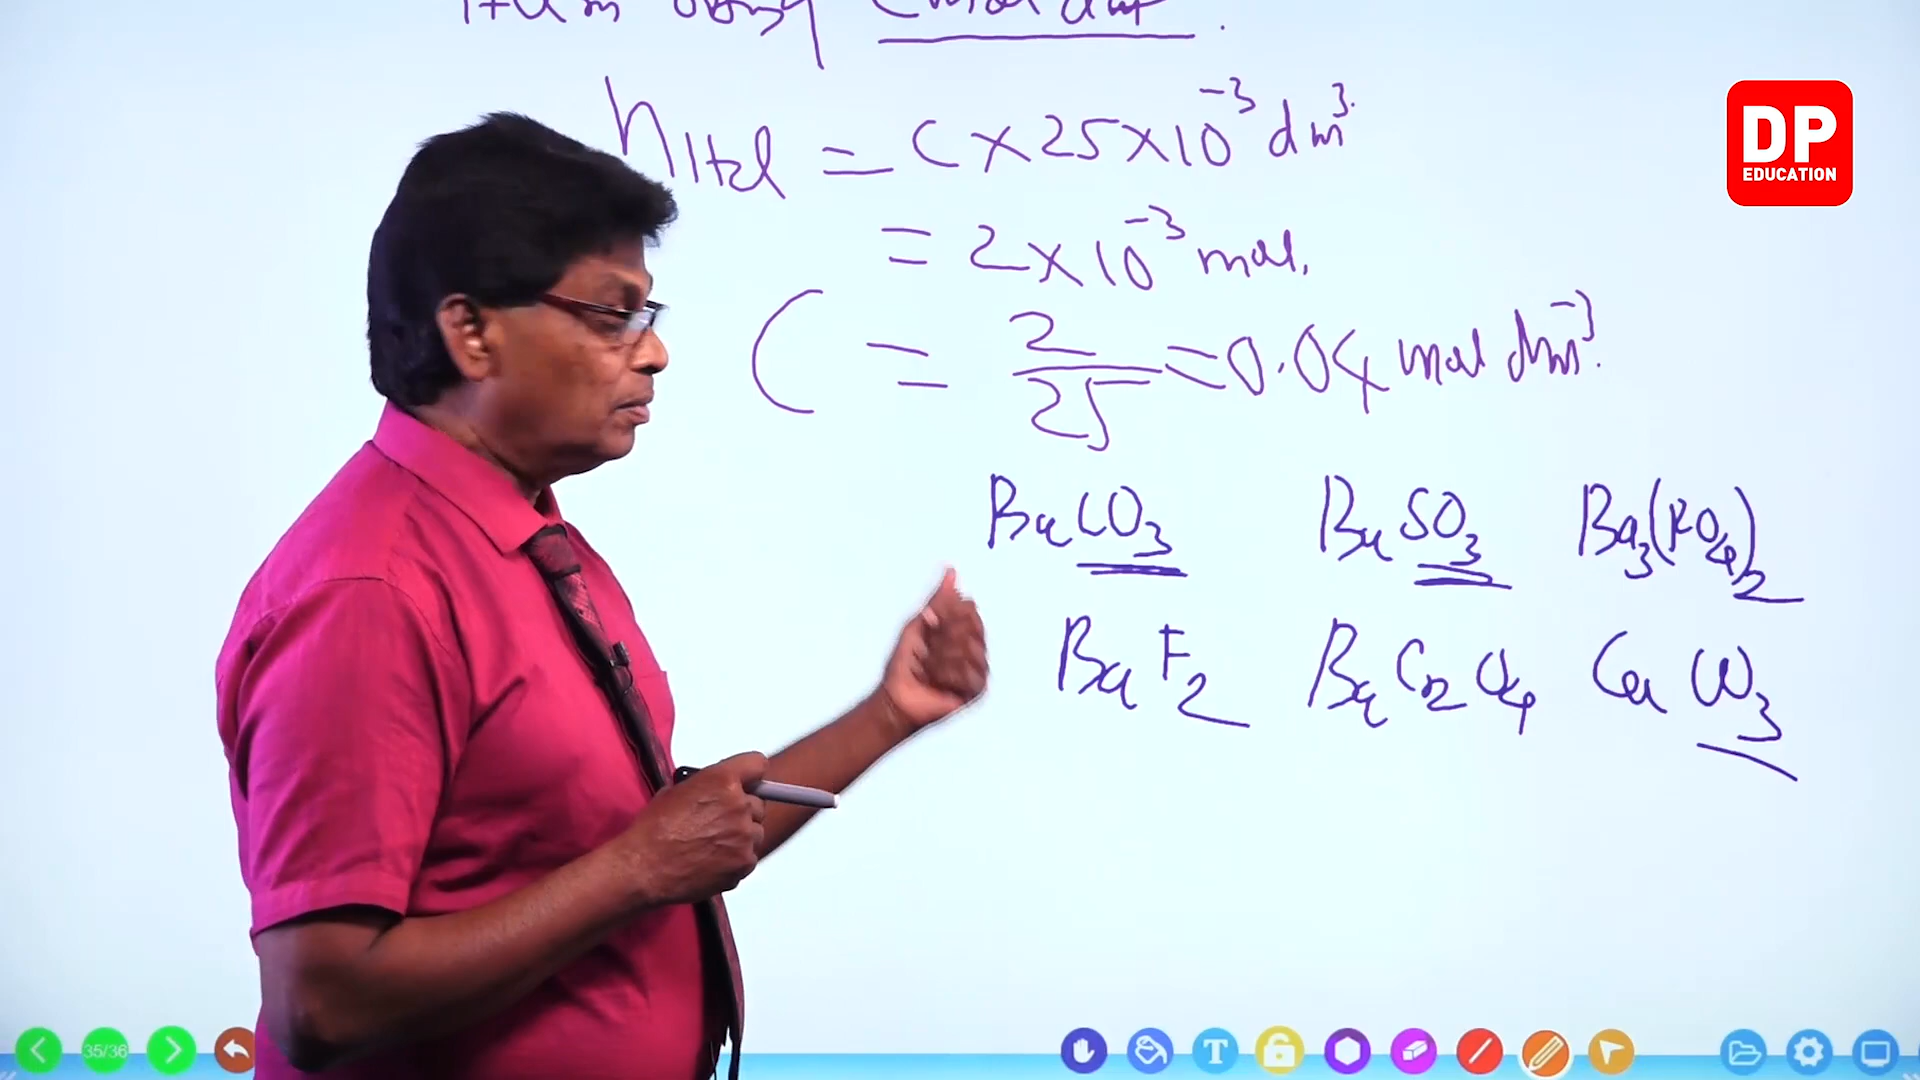 DP
EDUCATION
n HCl = C × 25 × 10⁻³ dm³.
= 2 × 10⁻³ mol.
C = 2/25 = 0.04 mol dm⁻³.
BaCO₃ BaSO₃ Ba₃(PO₄)₂
BaF₂ BaC₂O₄ CaCO₃
35/36
T